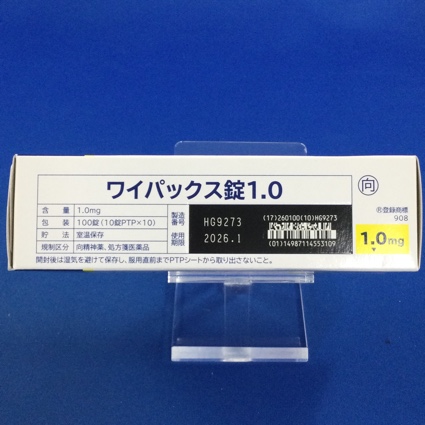 ワイパックス錠1.0
向
含 量 1.0mg
包 装 100錠(10錠PTP×10)
貯 法 室温保存
規制区分 向精神薬、処方箋医薬品
製造番号 HG9273
使用期限 2026.1
(17)260100(10)HG9273
(01)14987114553109
®登録商標
908
1.0mg
開封後は湿気を避けて保存し、服用直前までPTPシートから取り出さないこと。